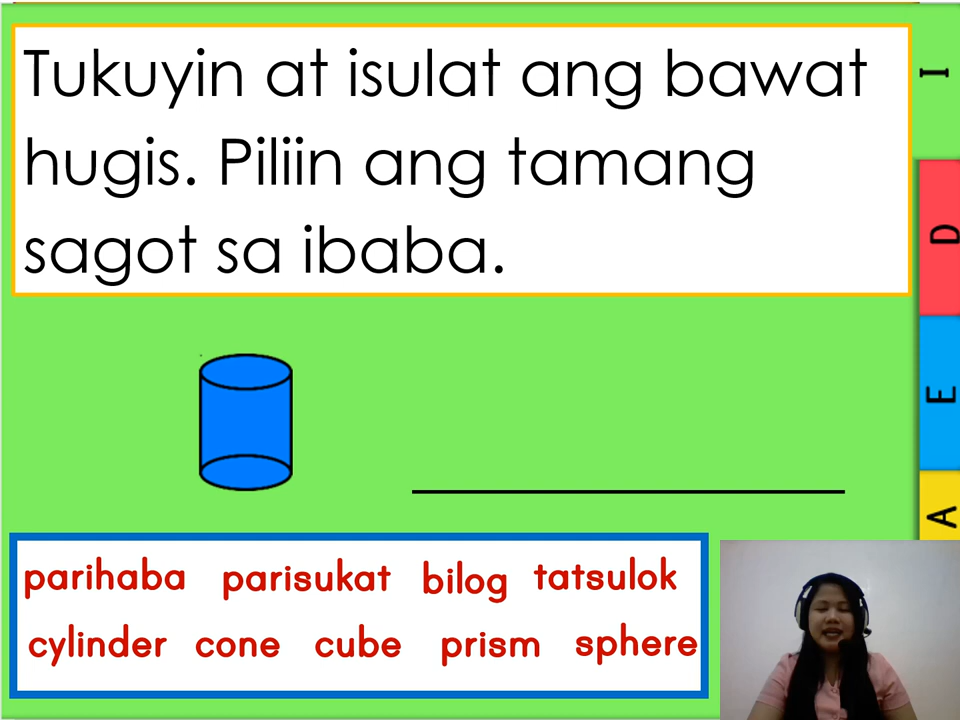 Tukuyin at isulat ang bawat
hugis. Piliin ang tamang
sagot sa ibaba.
I
D
E
A
parihaba parisukat bilog tatsulok
cylinder cone cube prism sphere